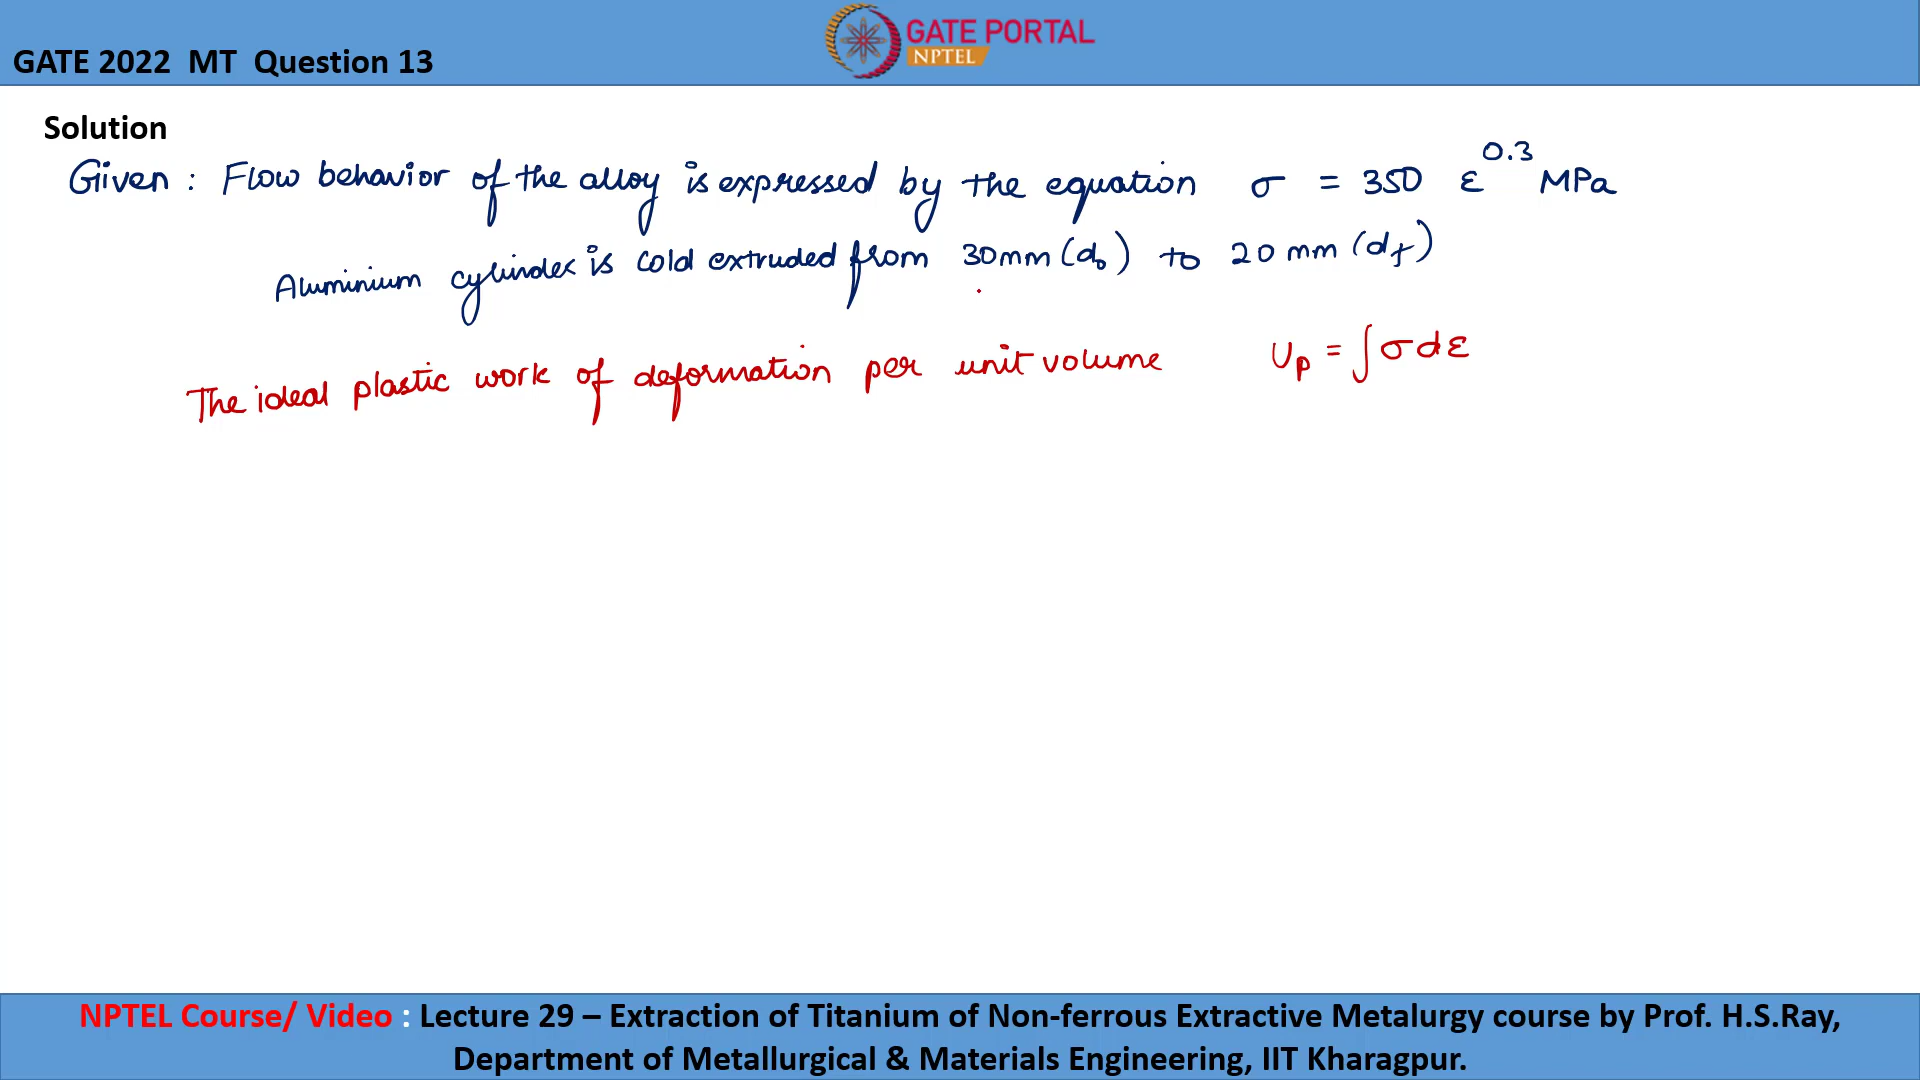 GATE 2022 MT Question 13
GATE PORTAL
NPTEL
Solution
Given : Flow behavior of the alloy is expressed by the equation σ = 350 ε^0.3 MPa
Aluminium cylinder is cold extruded from 30mm (d₀) to 20 mm (d_f)
The ideal plastic work of deformation per unit volume U_p = ∫σdε
NPTEL Course/ Video : Lecture 29 – Extraction of Titanium of Non-ferrous Extractive Metalurgy course by Prof. H.S.Ray,
Department of Metallurgical & Materials Engineering, IIT Kharagpur.